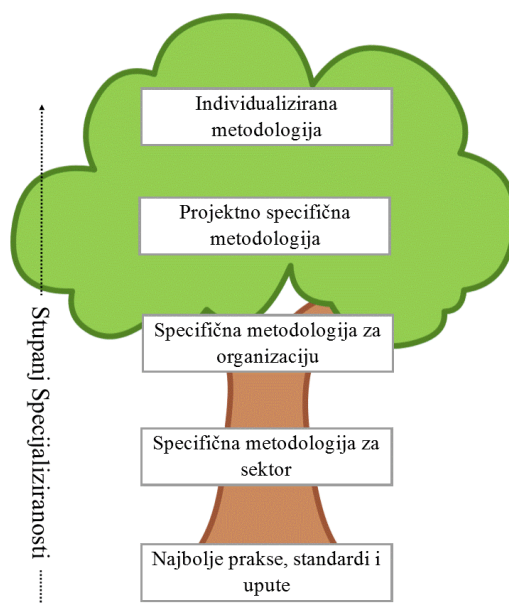 Individualizirana
metodologija
Projektno specifična
metodologija
Specifična metodologija za
organizaciju
Specifična metodologija za
sektor
Najbolje prakse, standardi i
upute
Stupanj Specijaliziranosti